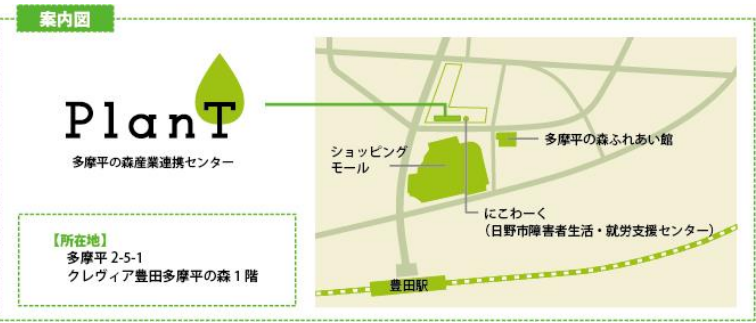 案内図
PlanT
多摩平の森産業連携センター
【所在地】
多摩平 2-5-1
クレヴィア豊田多摩平の森 1 階
ショッピング
モール
多摩平の森ふれあい館
にこわーく
（日野市障害者生活・就労支援センター）
豊田駅